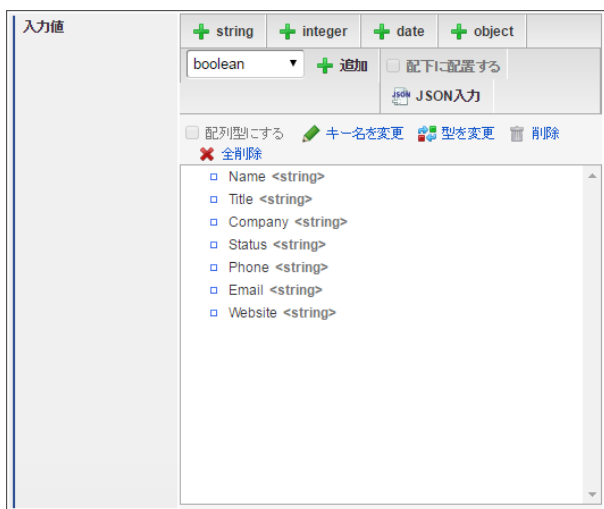 入力値
string integer date object
boolean 追加 配下に配置する
JSON JSON入力
配列型にする キー名を変更 型を変更 削除
全削除
Name <string>
Title <string>
Company <string>
Status <string>
Phone <string>
Email <string>
Website <string>